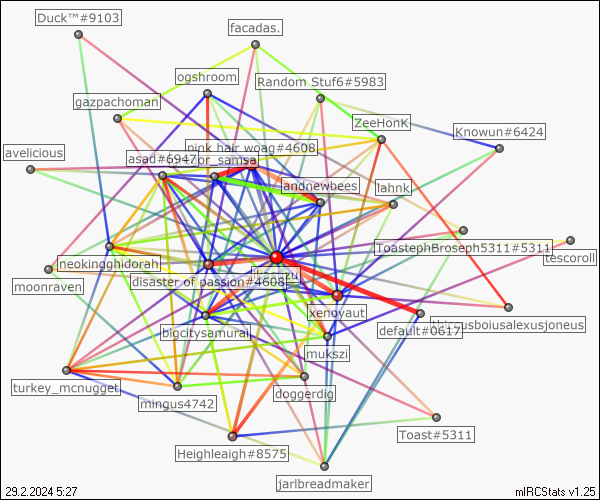 Duck™#9103
facadas.
ogshroom
Random Stuf6#5983
gazpachoman
ZeeHonK
Knowun#6424
pink hair woag#4608
avelicious
asad#6947
or_samsa
andnewbees
lahnk
ToastephBroseph5311#5311
tescoroll
neokingghidorah
moonraven
disaster of passion#4608
xenoyaut
default#0617
bigcitysamurai
mukszi
turkey_mcnugget
doggerdig
mingus4742
Toast#5311
Heighleaigh#8575
jarlbreadmaker
29.2.2024 5:27
mIRCStats v1.25